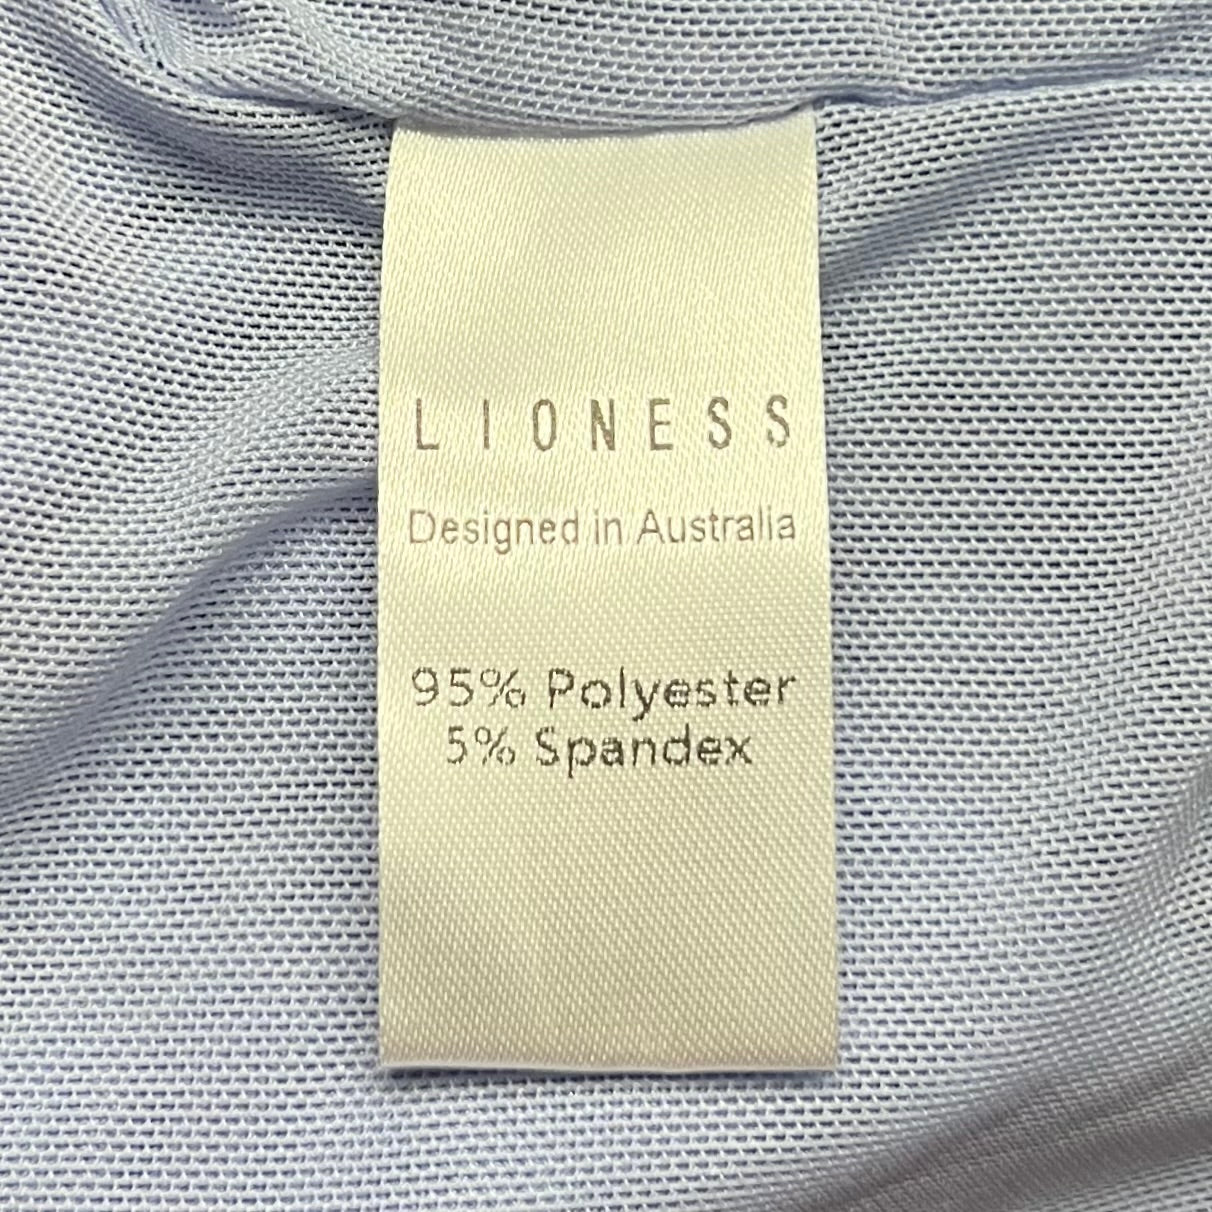 LIONESS
Designed in Australia
95% Polyester
5% Spandex